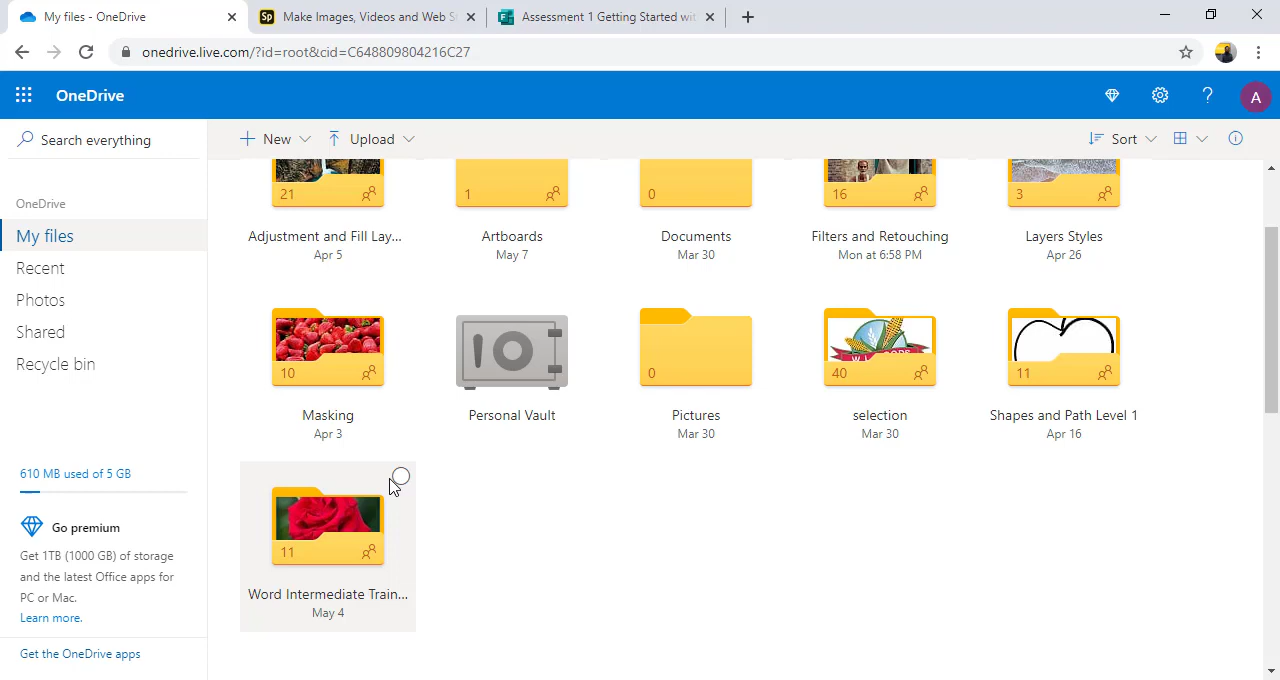 My files - OneDrive
Make Images, Videos and Web S
Assessment 1 Getting Started wit
onedrive.live.com/?id=root&cid=C648809804216C27
OneDrive
A
Search everything
New
Upload
Sort
OneDrive
My files
Recent
Photos
Shared
Recycle bin
610 MB used of 5 GB
Go premium
Get 1TB (1000 GB) of storage
and the latest Office apps for
PC or Mac.
Learn more.
Get the OneDrive apps
21
1
0
16
3
Adjustment and Fill Lay...
Artboards
Documents
Filters and Retouching
Layers Styles
Apr 5
May 7
Mar 30
Mon at 6:58 PM
Apr 26
10
0
40
11
Masking
Personal Vault
Pictures
selection
Shapes and Path Level 1
Apr 3
Mar 30
Mar 30
Apr 16
11
Word Intermediate Train...
May 4